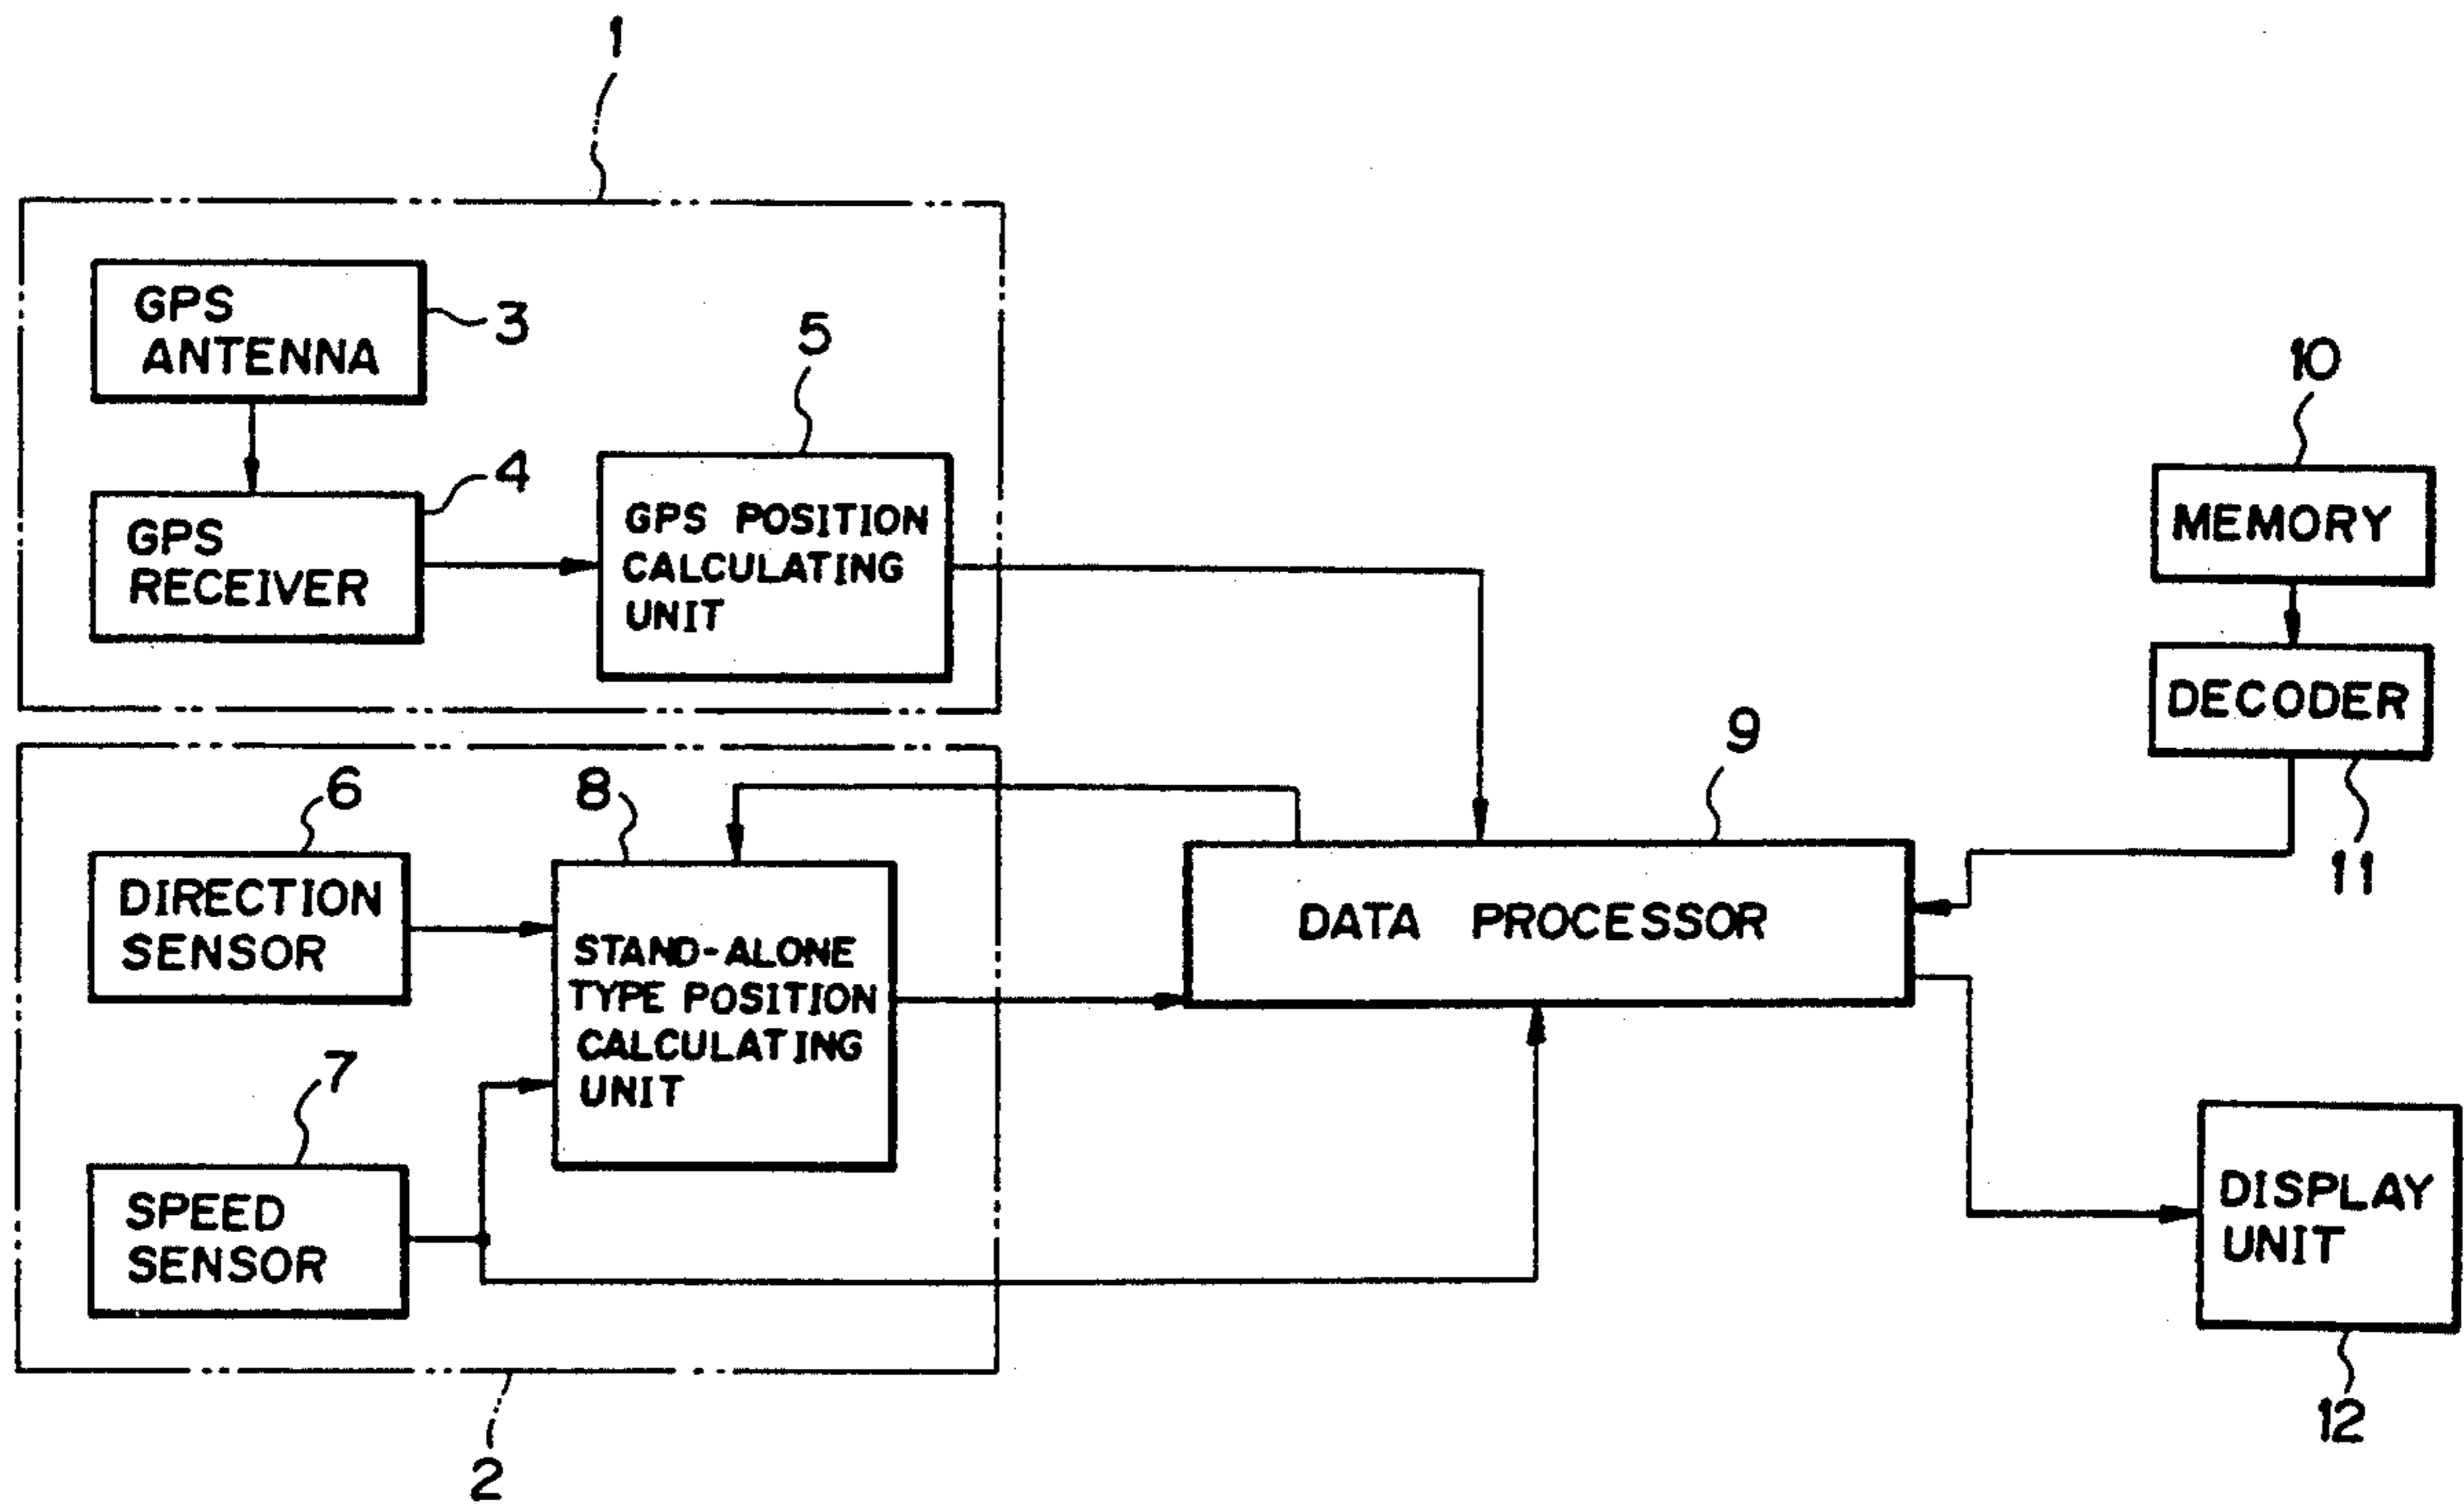 1
GPS
ANTENNA
3
5
4
GPS
RECEIVER
GPS POSITION
CALCULATING
UNIT
10
MEMORY
DECODER
11
9
DATA PROCESSOR
6
8
DIRECTION
SENSOR
STAND-ALONE
TYPE POSITION
CALCULATING
UNIT
7
SPEED
SENSOR
DISPLAY
UNIT
12
2